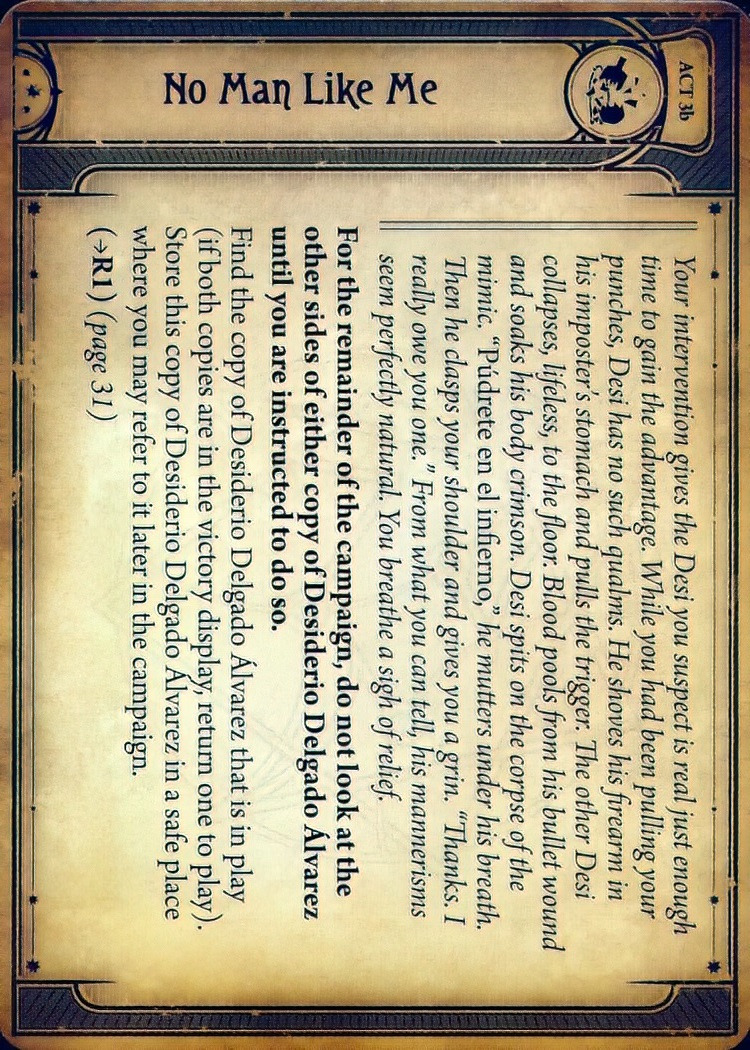 ACT 3b
No Man Like Me
Your intervention gives the Desi you suspect is real just enough
time to gain the advantage. While you had been pulling your
punches, Desi has no such qualms. He shoves his firearm in
his imposter’s stomach and pulls the trigger. The other Desi
collapses, lifeless, to the floor. Blood pools from his bullet wound
and soaks his body crimson. Desi spits on the corpse of the
mimic. “Púdrete en el infierno,” he mutters under his breath.
Then he clasps your shoulder and gives you a grin. “Thanks. I
really owe you one.” From what you can tell, his mannerisms
seem perfectly natural. You breathe a sigh of relief.
For the remainder of the campaign, do not look at the
other sides of either copy of Desiderio Delgado Álvarez
until you are instructed to do so.
Find the copy of Desiderio Delgado Álvarez that is in play
(if both copies are in the victory display, return one to play).
Store this copy of Desiderio Delgado Álvarez in a safe place
where you may refer to it later in the campaign.
(→R1) (page 31)